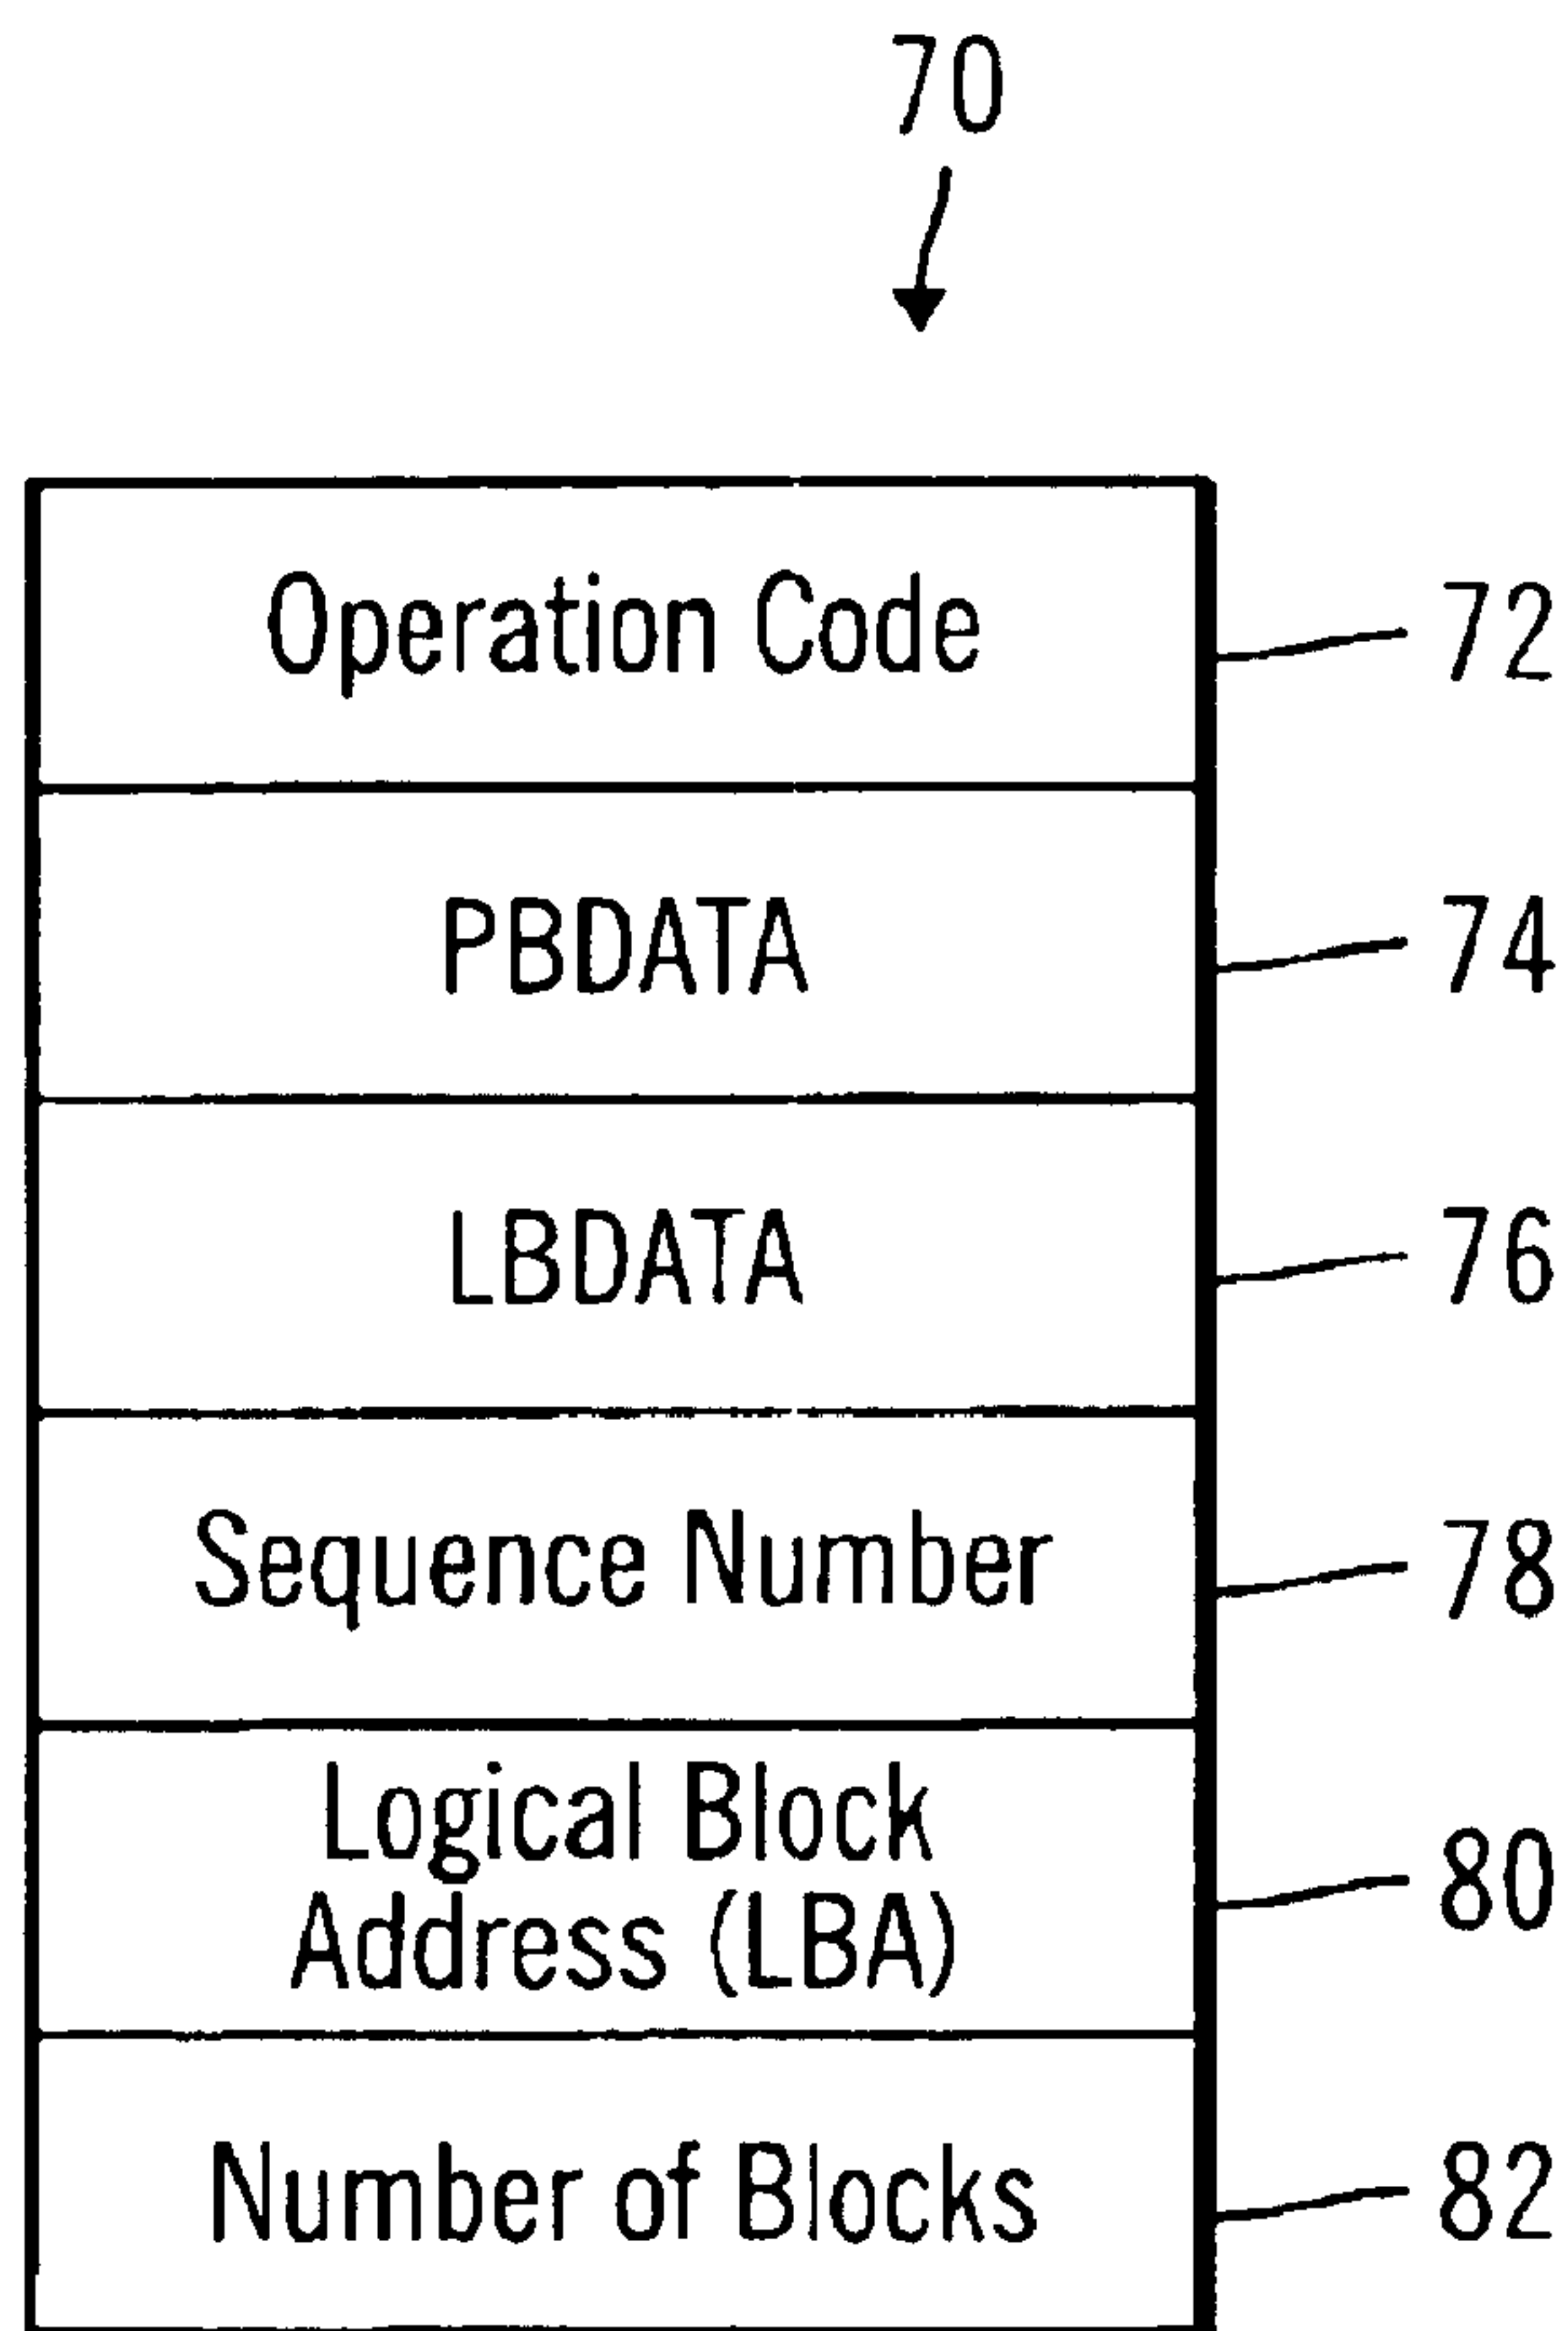 70
Operation Code 72
PBDATA 74
LBDATA 76
Sequence Number 78
Logical Block
Address (LBA) 80
Number of Blocks 82